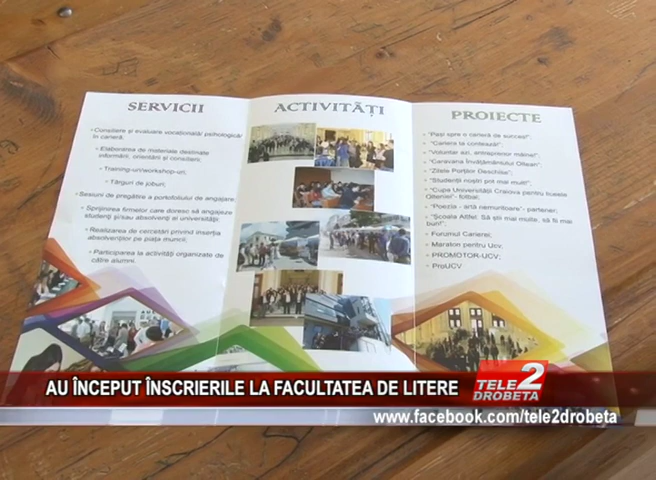 SERVICII
• Consiliere și evaluare vocațională/ psihologică/
în carieră;
• Elaborarea de materiale destinate
informării, orientării și consilierii;
• Training-uri/workshop-uri;
• Târguri de joburi;
• Sesiuni de pregătire a portofoliului de angajare;
• Sprijinirea firmelor care doresc să angajeze
studenți și/sau absolvenți ai universității;
• Realizarea de cercetări privind inserția
absolvenților pe piața muncii;
• Participarea la activități organizate de
către alumni.
ACTIVITĂȚI
PROIECTE
• "Pași spre o carieră de succes!";
• "Cariera ta contează!";
• "Voluntar azi, antreprenor mâine!";
• "Caravana Învățământului Oltean";
• "Zilele Porților Deschise";
• "Studenții noștri pot mai mult!";
• "Cupa Universității Craiova pentru liceele
Olteniei" - fotbal;
• "Poezia - artă nemuritoare"- partener;
• "Școala Altfel: Să știi mai multe, să fii mai
bun!";
• Forumul Carierei;
• Maraton pentru Ucv;
• PROMOTOR-UCV;
• ProUCV
AU ÎNCEPUT ÎNSCRIERILE LA FACULTATEA DE LITERE
TELE 2
DROBETA
www.facebook.com/tele2drobeta